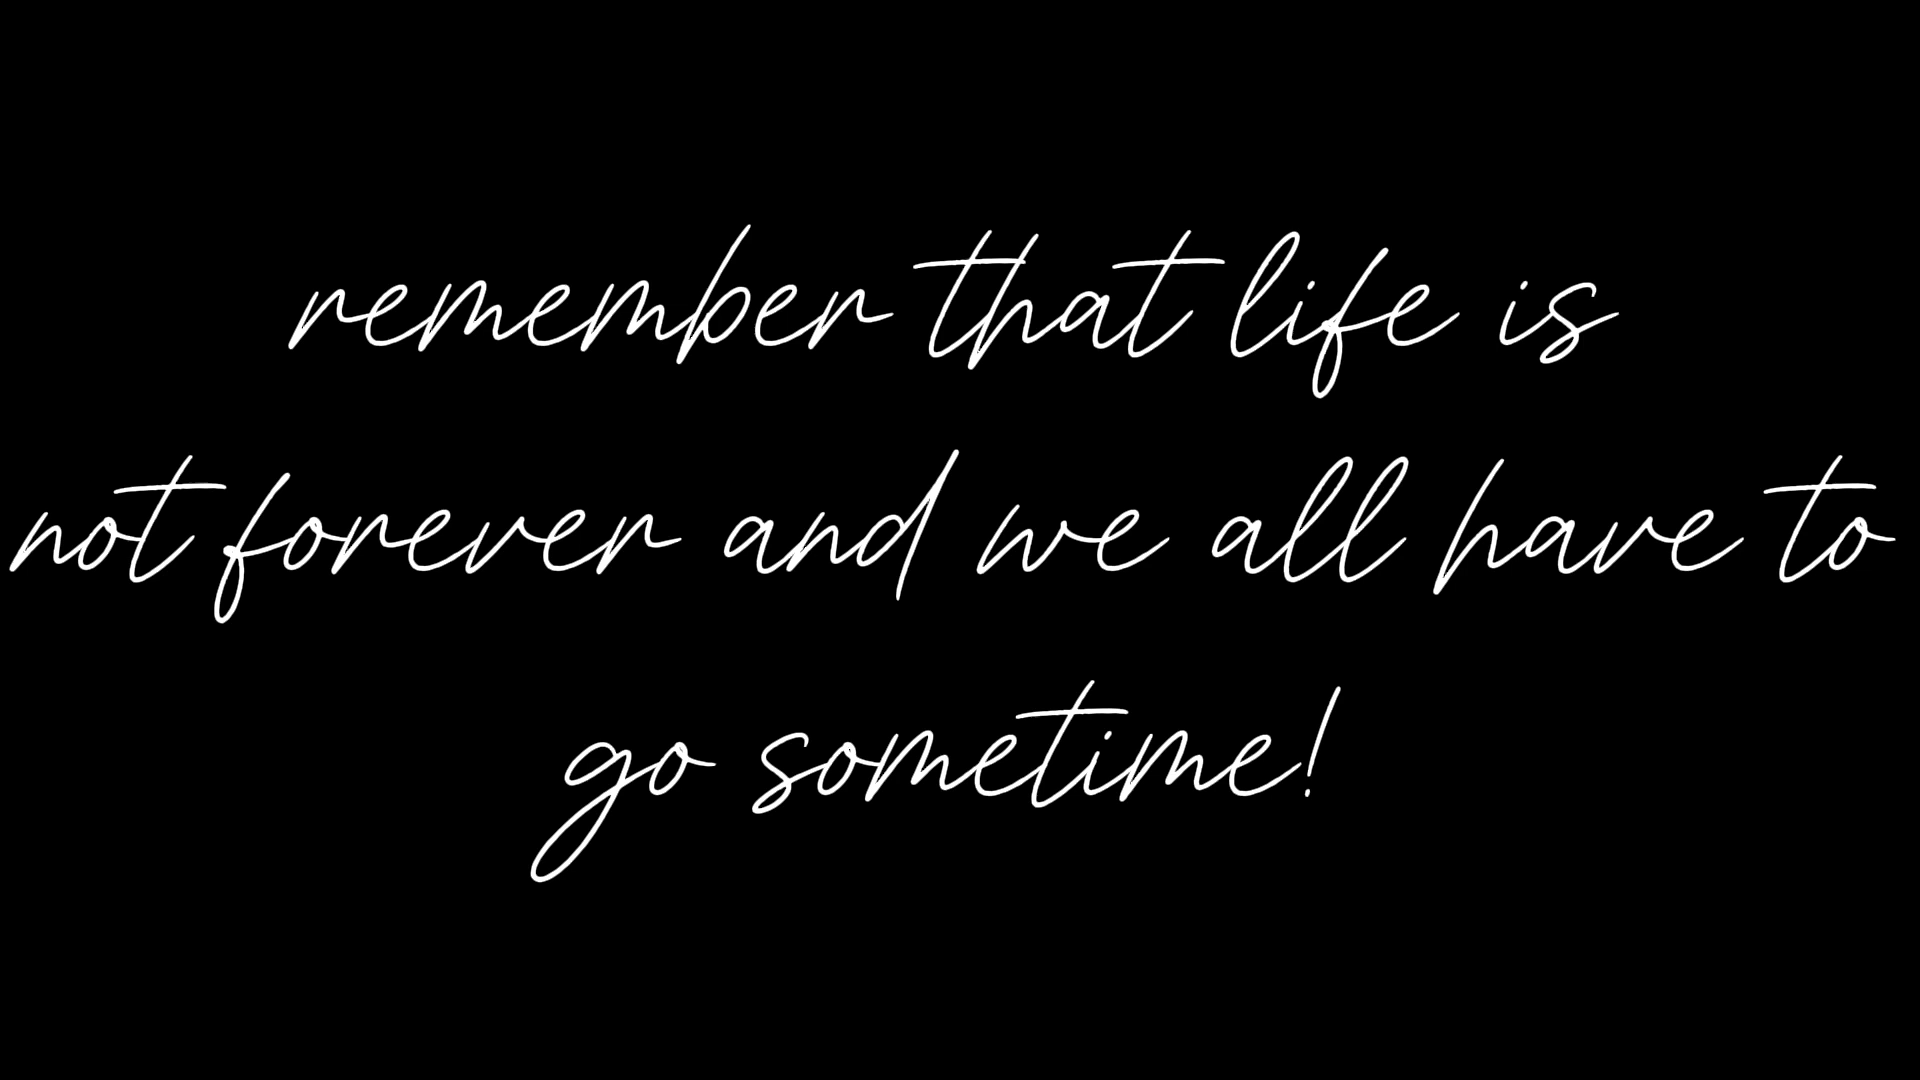 remember that life is
not forever and we all have to
go sometime!